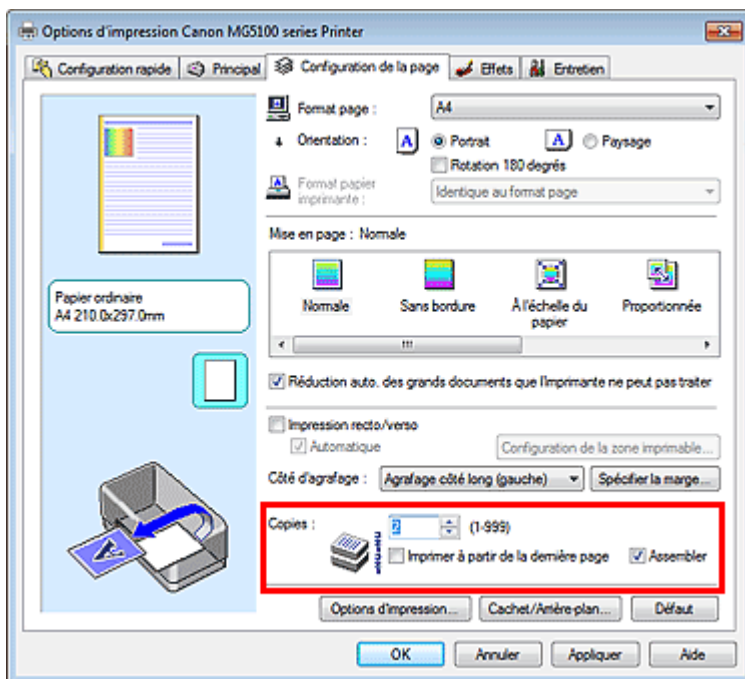 Options d'impression Canon MG5100 series Printer
Configuration rapide Principal Configuration de la page Effets Entretien
Format page : A4
Orientation : A Portrait A Paysage
Rotation 180 degrés
Format papier imprimante : Identique au format page
Mise en page : Normale
Normale Sans bordure À l'échelle du papier Proportionnée
Papier ordinaire
A4 210.0x297.0mm
Réduction auto. des grands documents que l'imprimante ne peut pas traiter
Impression recto/verso
Automatique Configuration de la zone imprimable...
Côté d'agrafage : Agrafage côté long (gauche) Spécifier la marge...
Copies : 2 (1-999)
Imprimer à partir de la dernière page Assembler
Options d'impression... Cachet/Arrière-plan... Défaut
OK Annuler Appliquer Aide